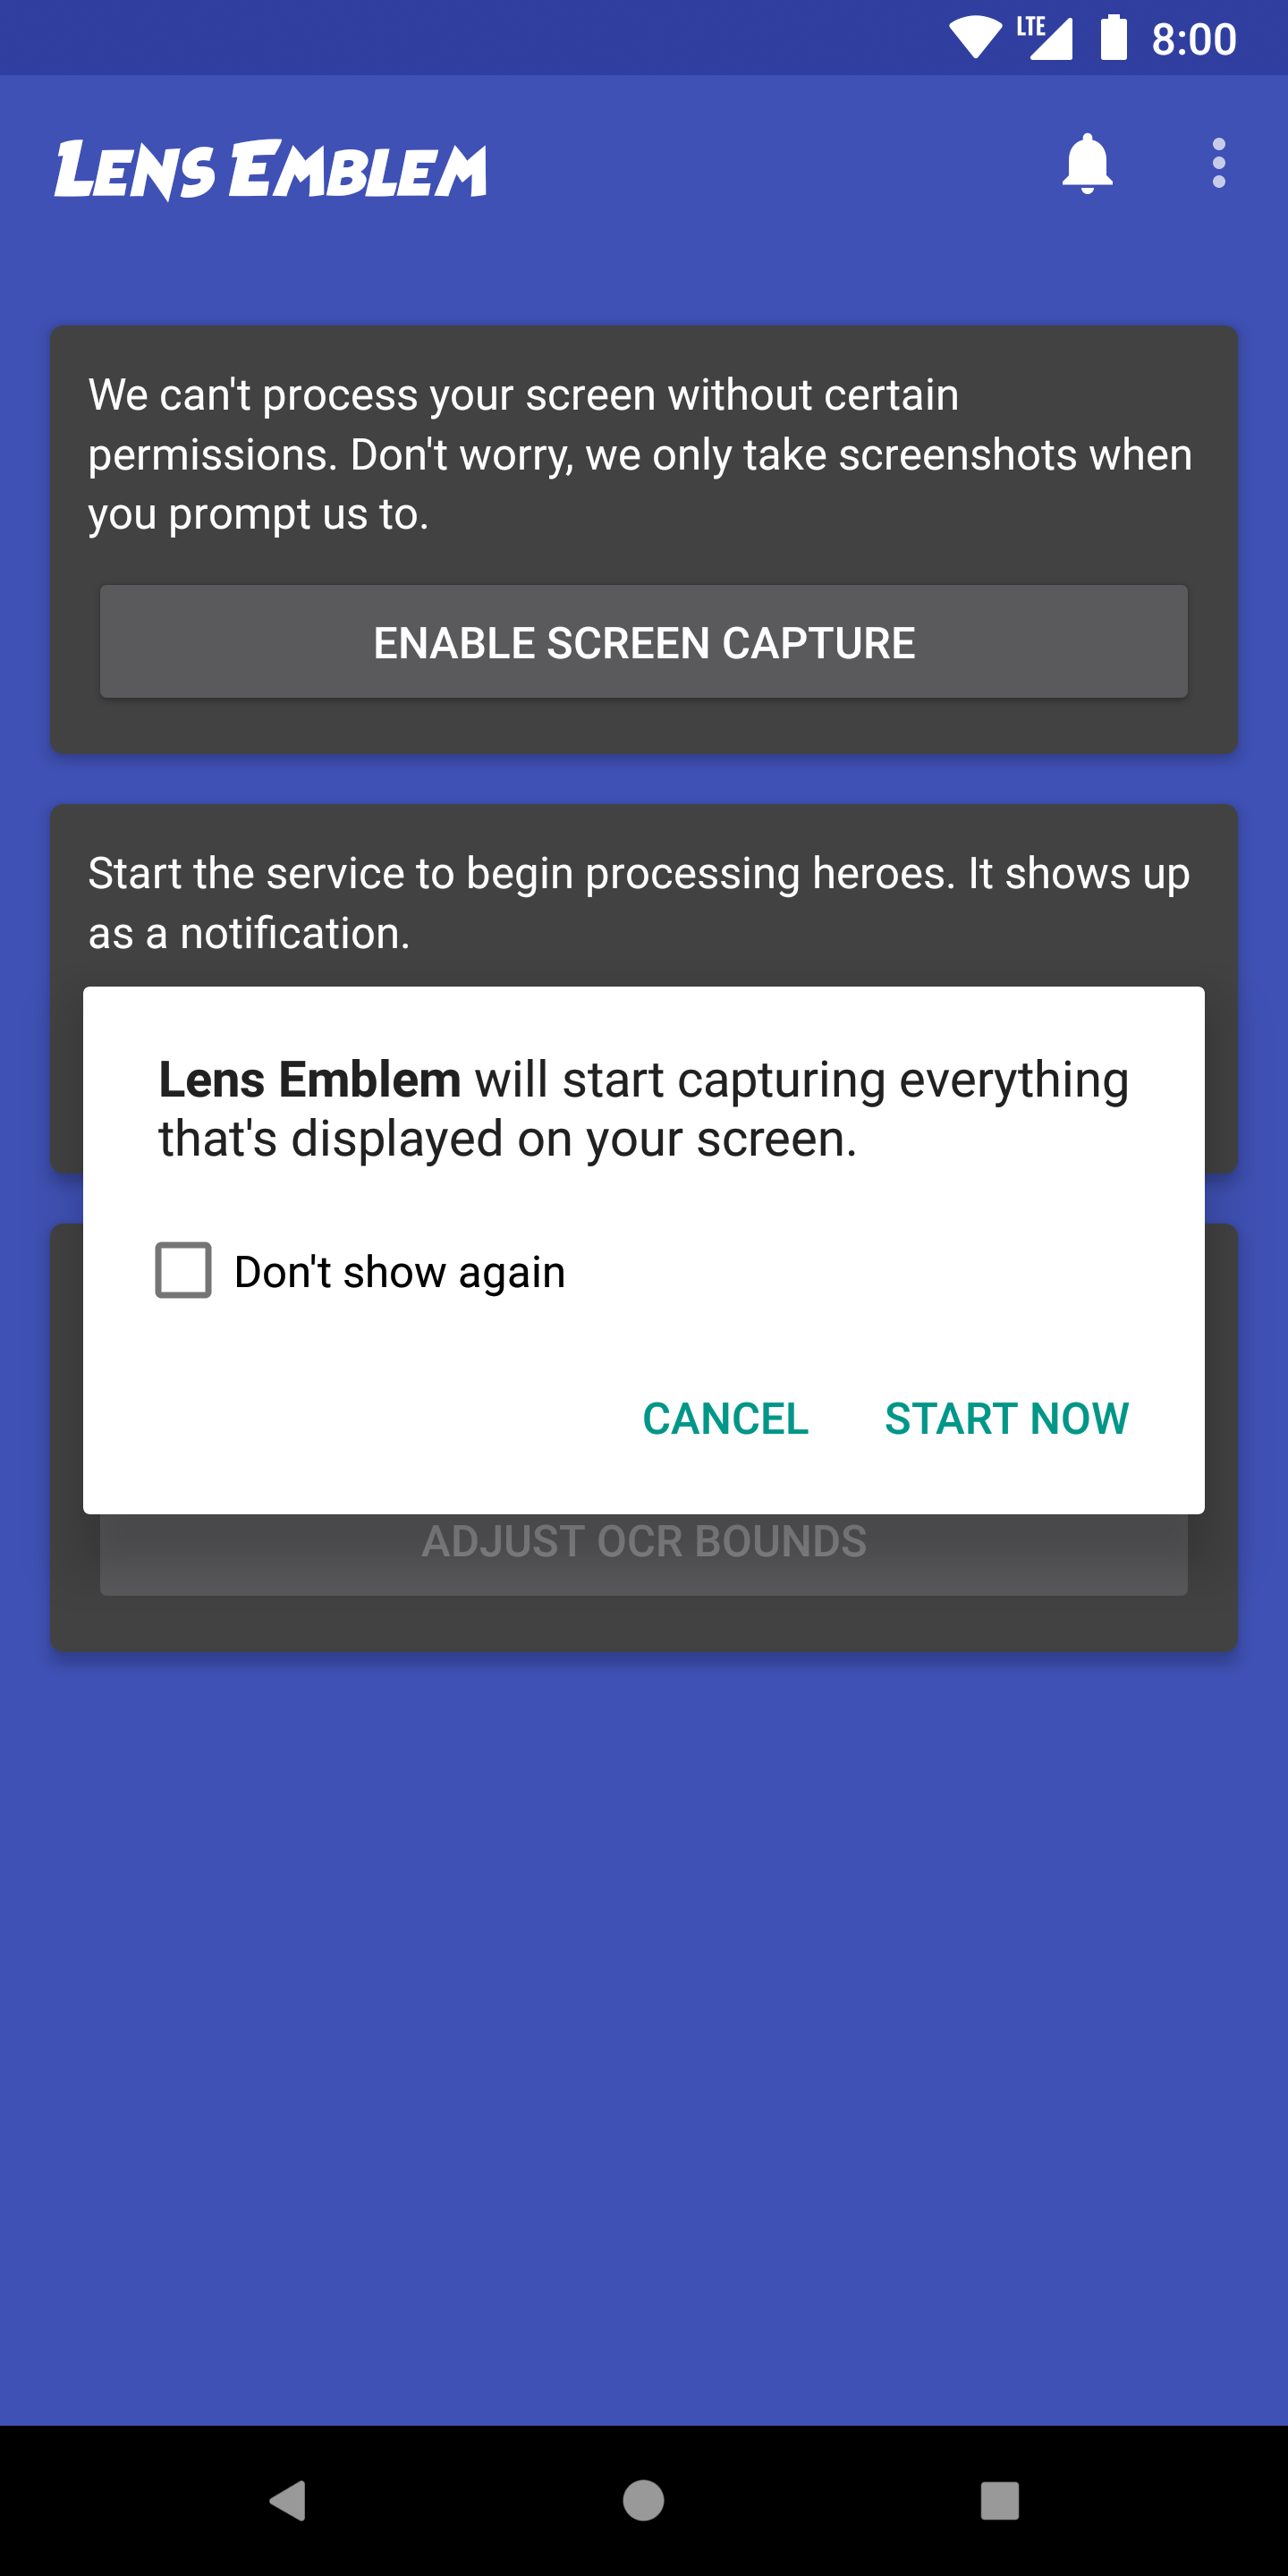 LTE 8:00
LENS EMBLEM
We can't process your screen without certain
permissions. Don't worry, we only take screenshots when
you prompt us to.
ENABLE SCREEN CAPTURE
Start the service to begin processing heroes. It shows up
as a notification.
Lens Emblem will start capturing everything
that's displayed on your screen.
Don't show again
CANCEL START NOW
ADJUST OCR BOUNDS